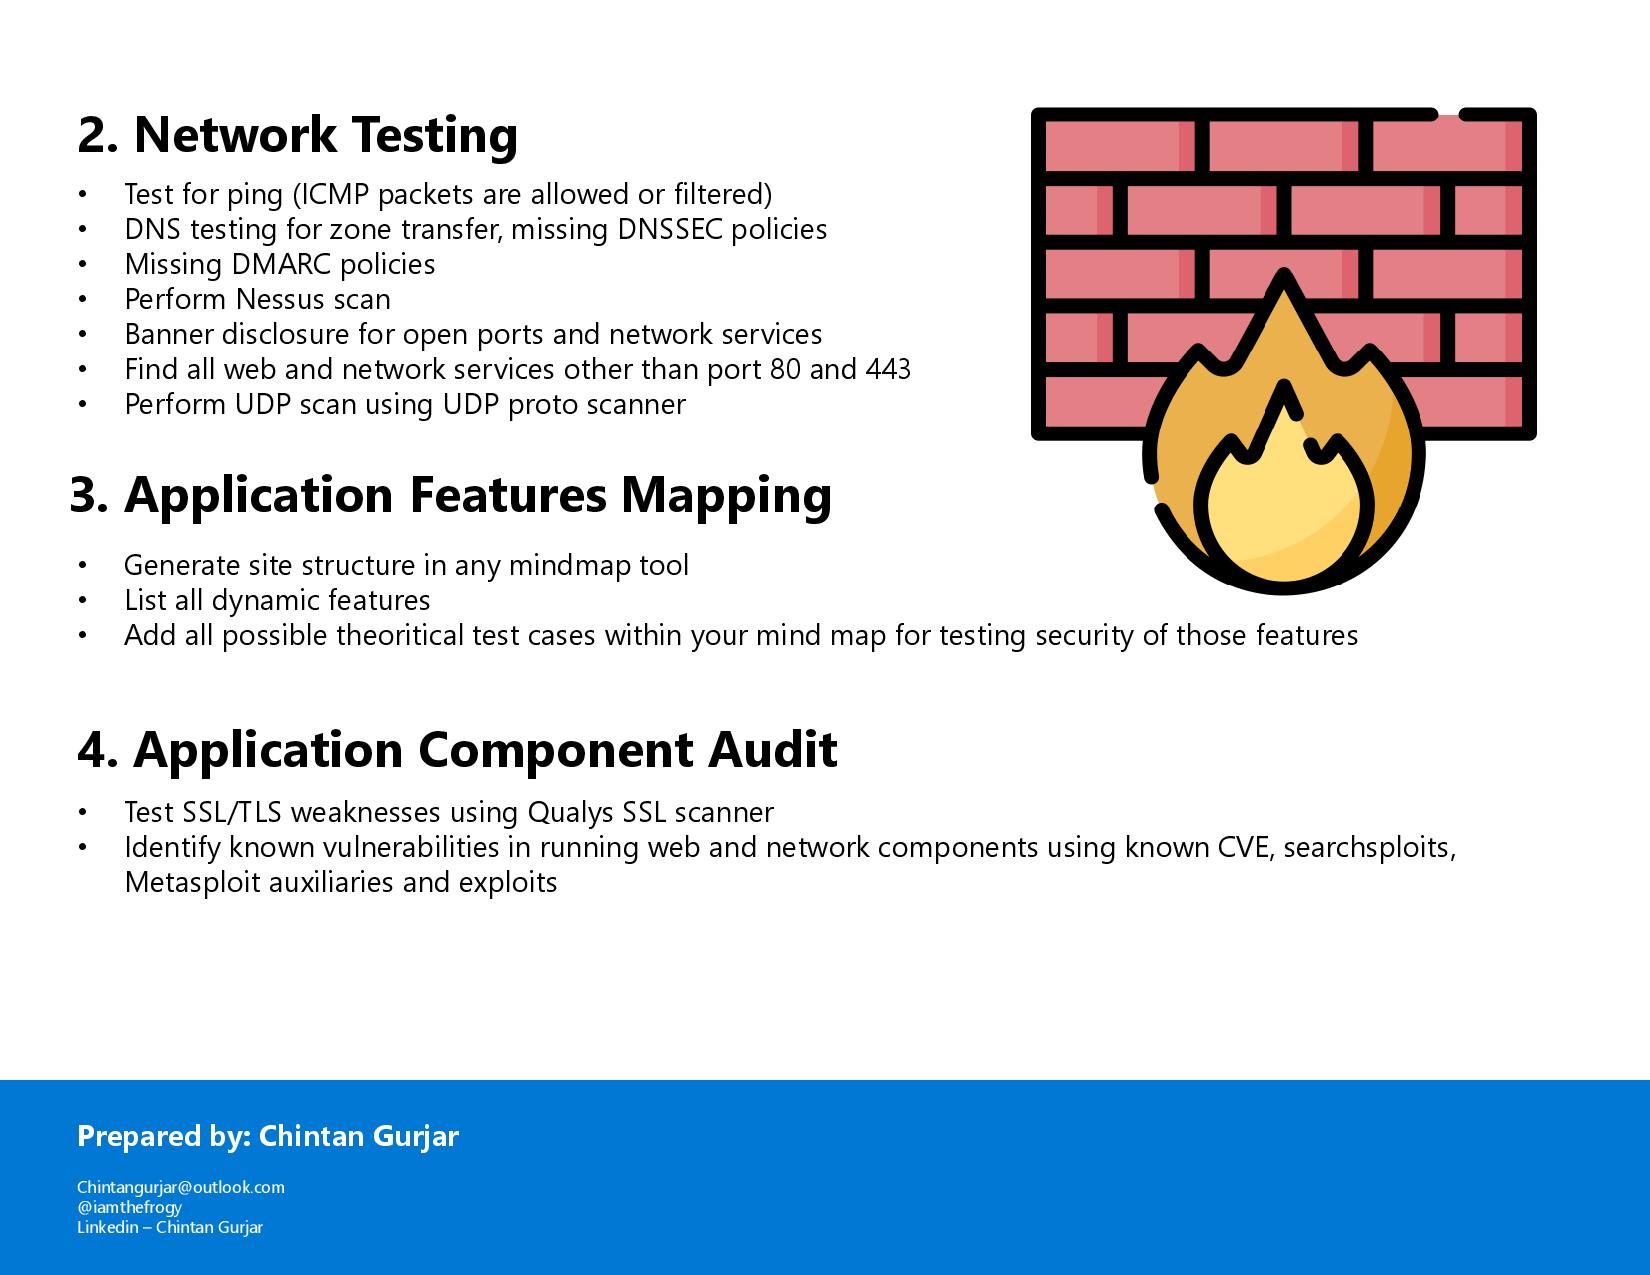 2. Network Testing
• Test for ping (ICMP packets are allowed or filtered)
• DNS testing for zone transfer, missing DNSSEC policies
• Missing DMARC policies
• Perform Nessus scan
• Banner disclosure for open ports and network services
• Find all web and network services other than port 80 and 443
• Perform UDP scan using UDP proto scanner
3. Application Features Mapping
• Generate site structure in any mindmap tool
• List all dynamic features
• Add all possible theoritical test cases within your mind map for testing security of those features
4. Application Component Audit
• Test SSL/TLS weaknesses using Qualys SSL scanner
• Identify known vulnerabilities in running web and network components using known CVE, searchsploits,
Metasploit auxiliaries and exploits
Prepared by: Chintan Gurjar
Chintangurjar@outlook.com
@iamthefrogy
Linkedin – Chintan Gurjar